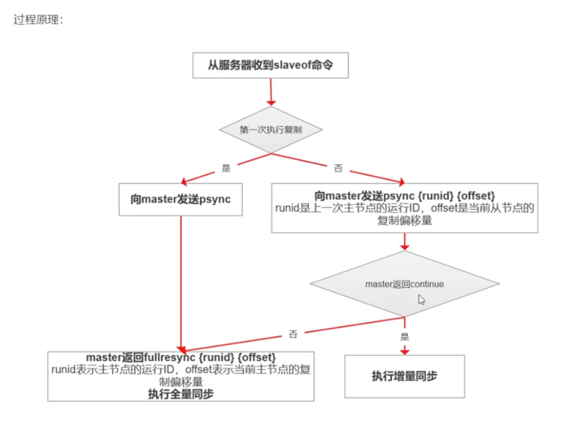 过程原理：
从服务器收到slaveof命令
第一次执行复制
是
否
向master发送psync
向master发送psync {runid} {offset}
runid是上一次主节点的运行ID，offset是当前从节点的
复制偏移量
master返回continue
否
是
master返回fullresync {runid} {offset}
runid表示主节点的运行ID，offset表示当前主节点的复
制偏移量
执行全量同步
执行增量同步